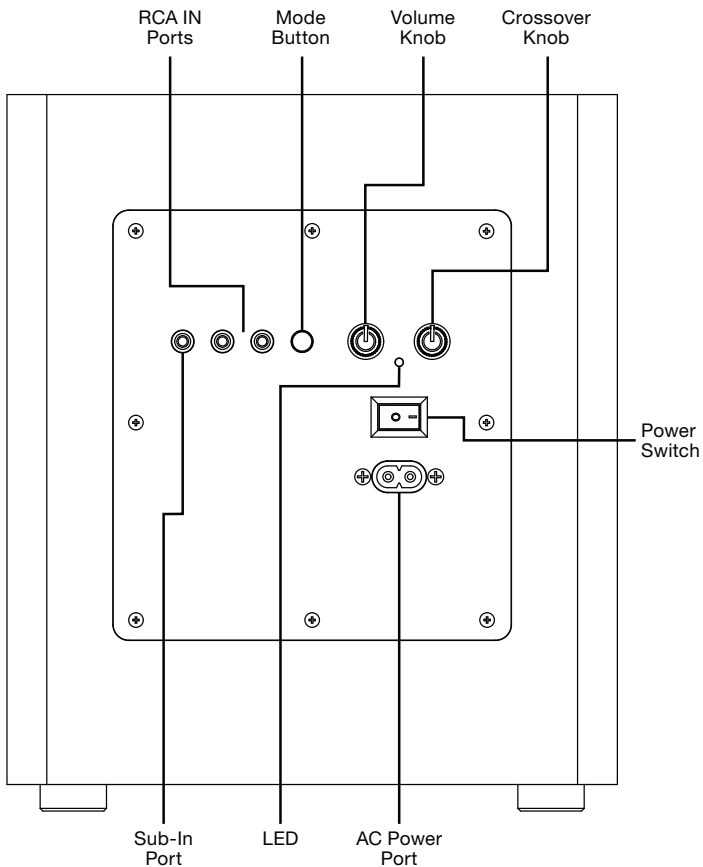 RCA IN
Ports
Mode
Button
Volume
Knob
Crossover
Knob
Power
Switch
Sub-In
Port
LED
AC Power
Port